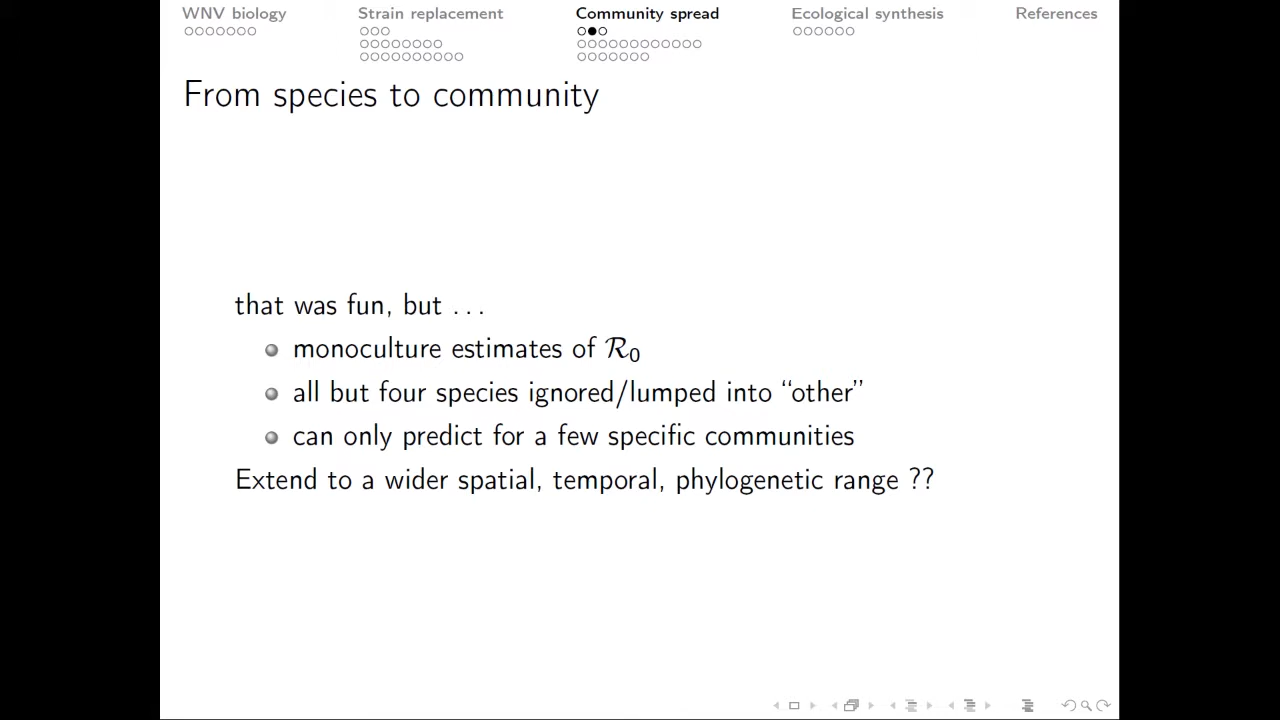 WNV biology Strain replacement Community spread Ecological synthesis References
From species to community
that was fun, but . . .
monoculture estimates of R0
all but four species ignored/lumped into “other”
can only predict for a few specific communities
Extend to a wider spatial, temporal, phylogenetic range ??